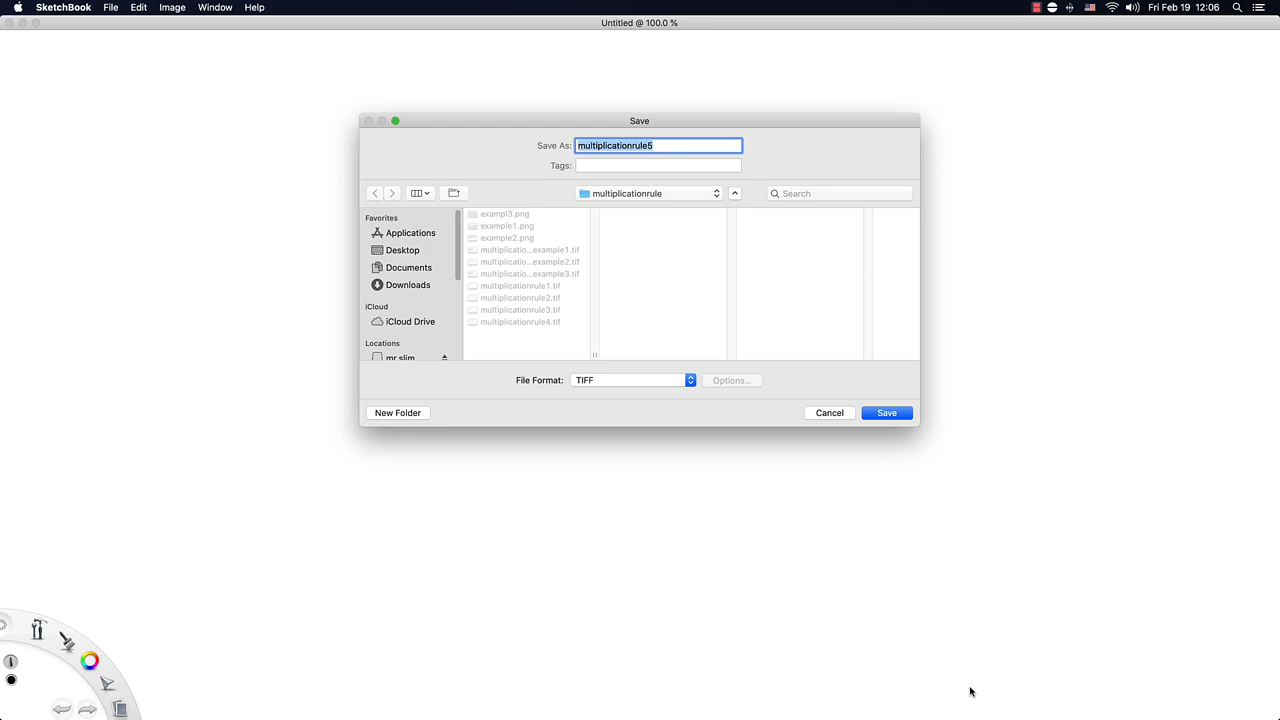 SketchBook File Edit Image Window Help Fri Feb 19 12:06
Untitled @ 100.0 %
Save
Save As: multiplicationrule5
Tags:
multiplicationrule
Search
Favorites
Applications
Desktop
Documents
Downloads
iCloud
iCloud Drive
Locations
mr slim
exampl3.png
example1.png
example2.png
multiplicatio...example1.tif
multiplicatio...example2.tif
multiplicatio...example3.tif
multiplicationrule1.tif
multiplicationrule2.tif
multiplicationrule3.tif
multiplicationrule4.tif
File Format: TIFF Options...
New Folder Cancel Save